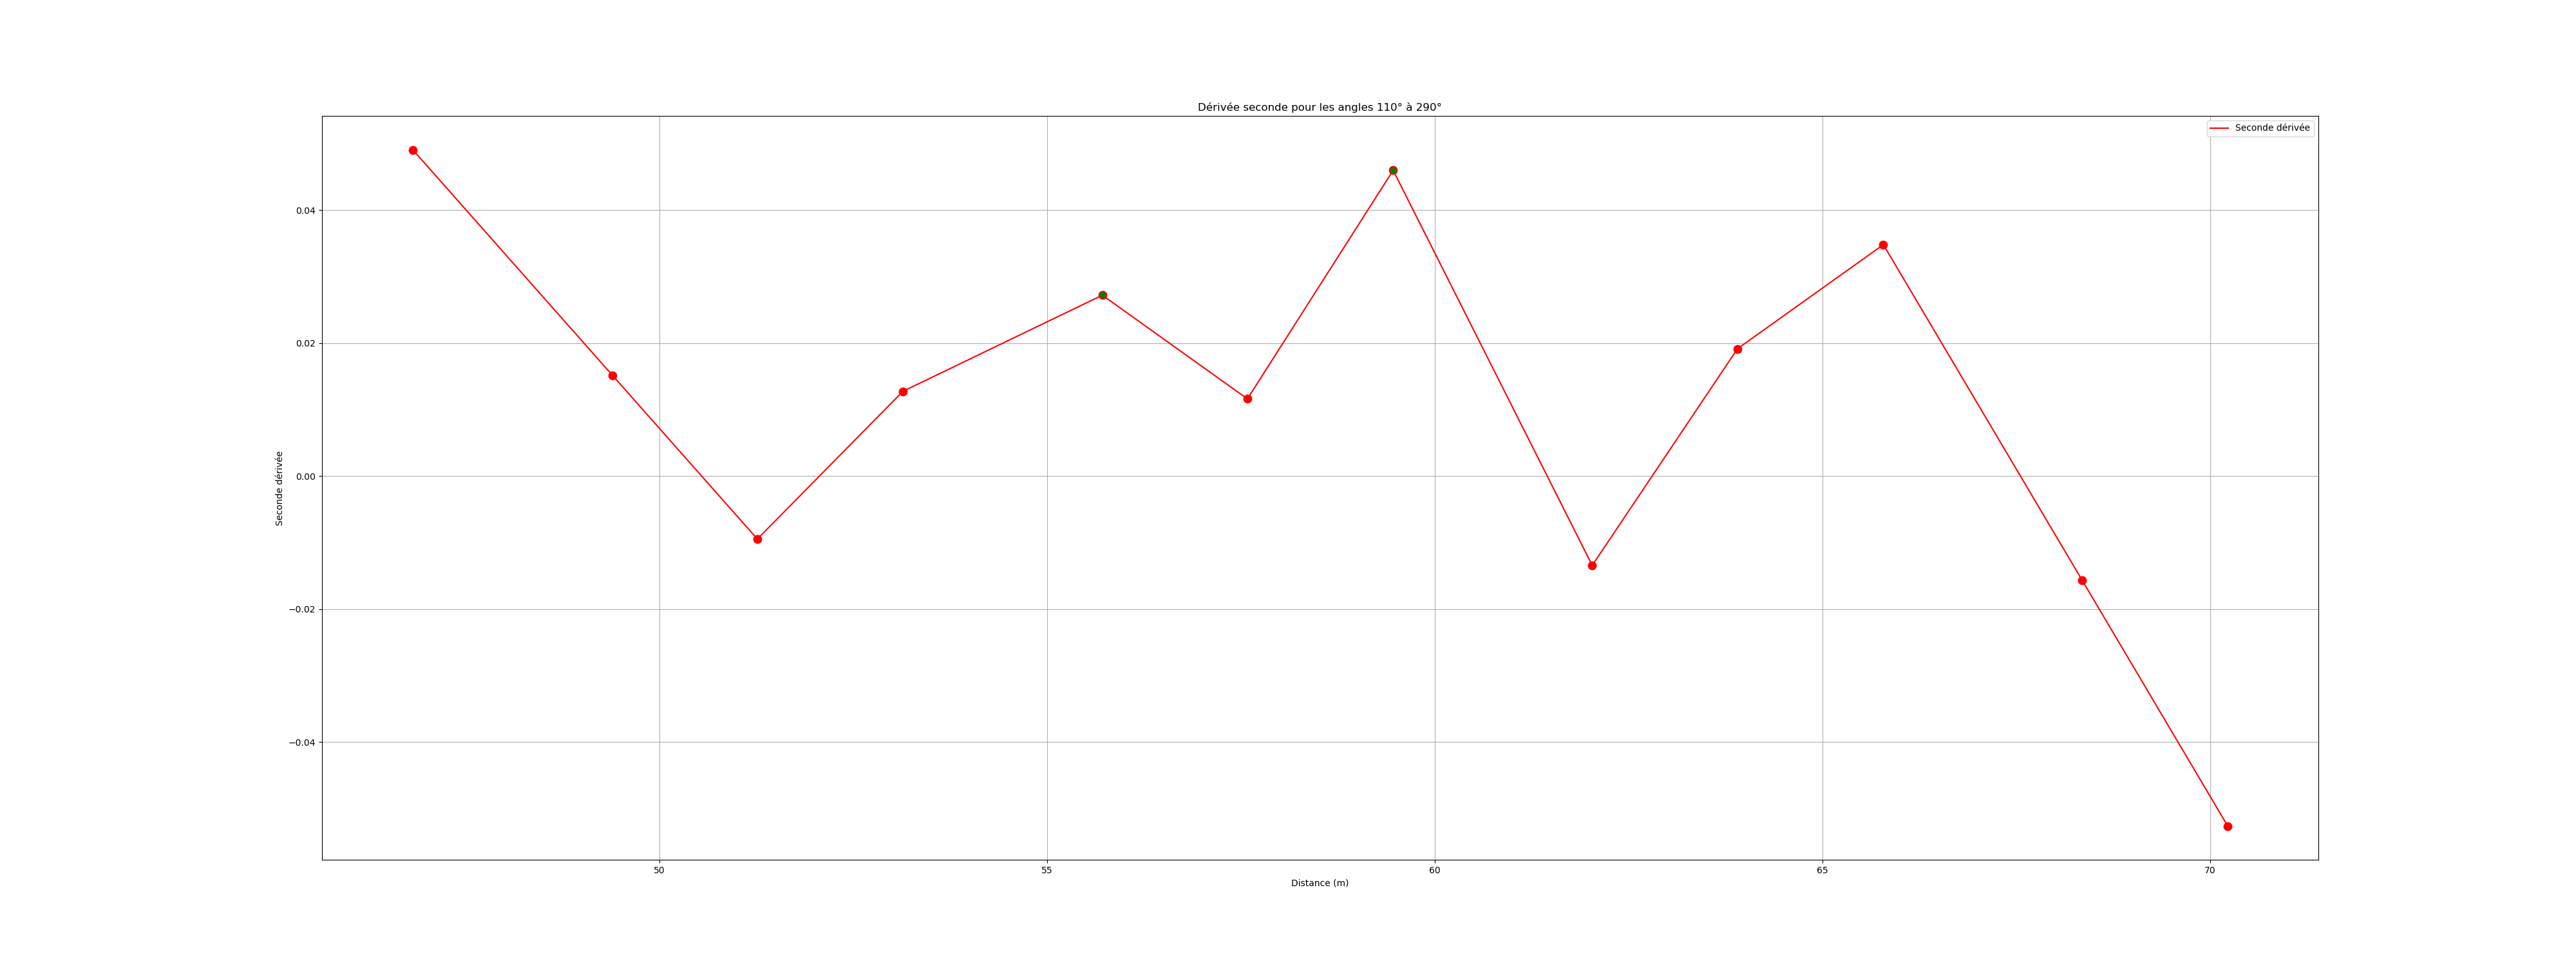 Dérivée seconde pour les angles 110° à 290°
Seconde dérivée
0.04
0.02
0.00
−0.02
−0.04
Seconde dérivée
50
55
60
65
70
Distance (m)